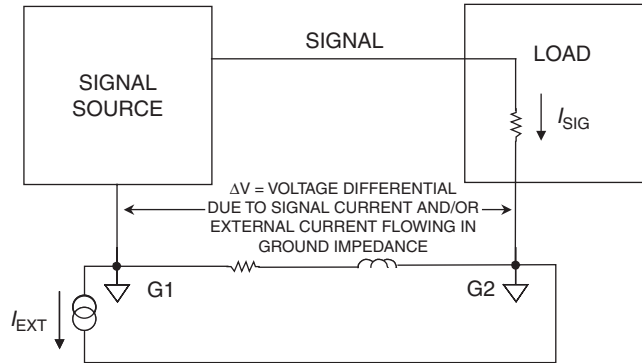 SIGNAL
SOURCE
SIGNAL
LOAD
ISIG
ΔV = VOLTAGE DIFFERENTIAL
DUE TO SIGNAL CURRENT AND/OR
EXTERNAL CURRENT FLOWING IN
GROUND IMPEDANCE
G1
G2
IEXT